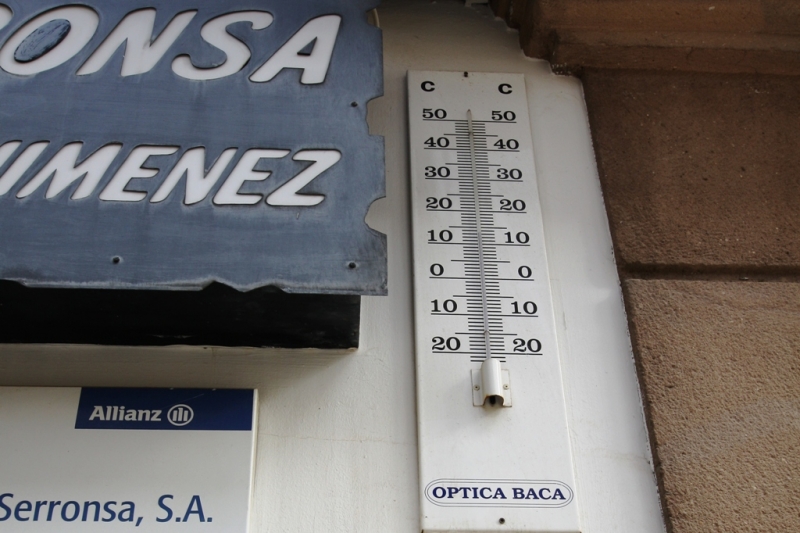 RONSA
JIMENEZ
C C
50 50
40 40
30 30
20 20
10 10
0 0
10 10
20 20
OPTICA BACA
Allianz
Serronsa, S.A.